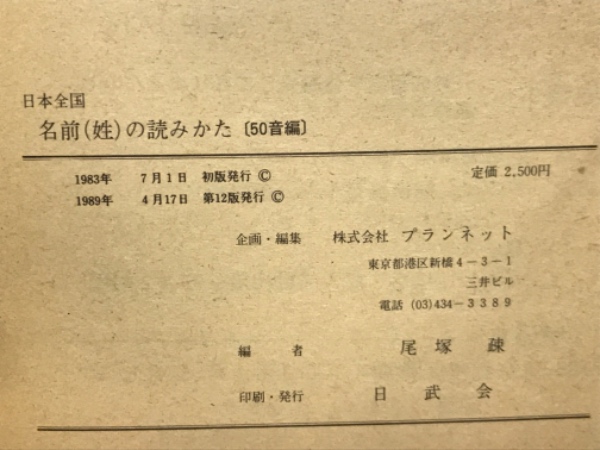 日本全国
名前(姓)の読みかた〔50音編〕
1983年 7月1日 初版発行 © 定価 2,500円
1989年 4月17日 第12版発行 ©
企画・編集 株式会社 プランネット
東京都港区新橋4-3-1
三井ビル
電話 (03)434-3389
編者 尾塚 疎
印刷・発行 日武会